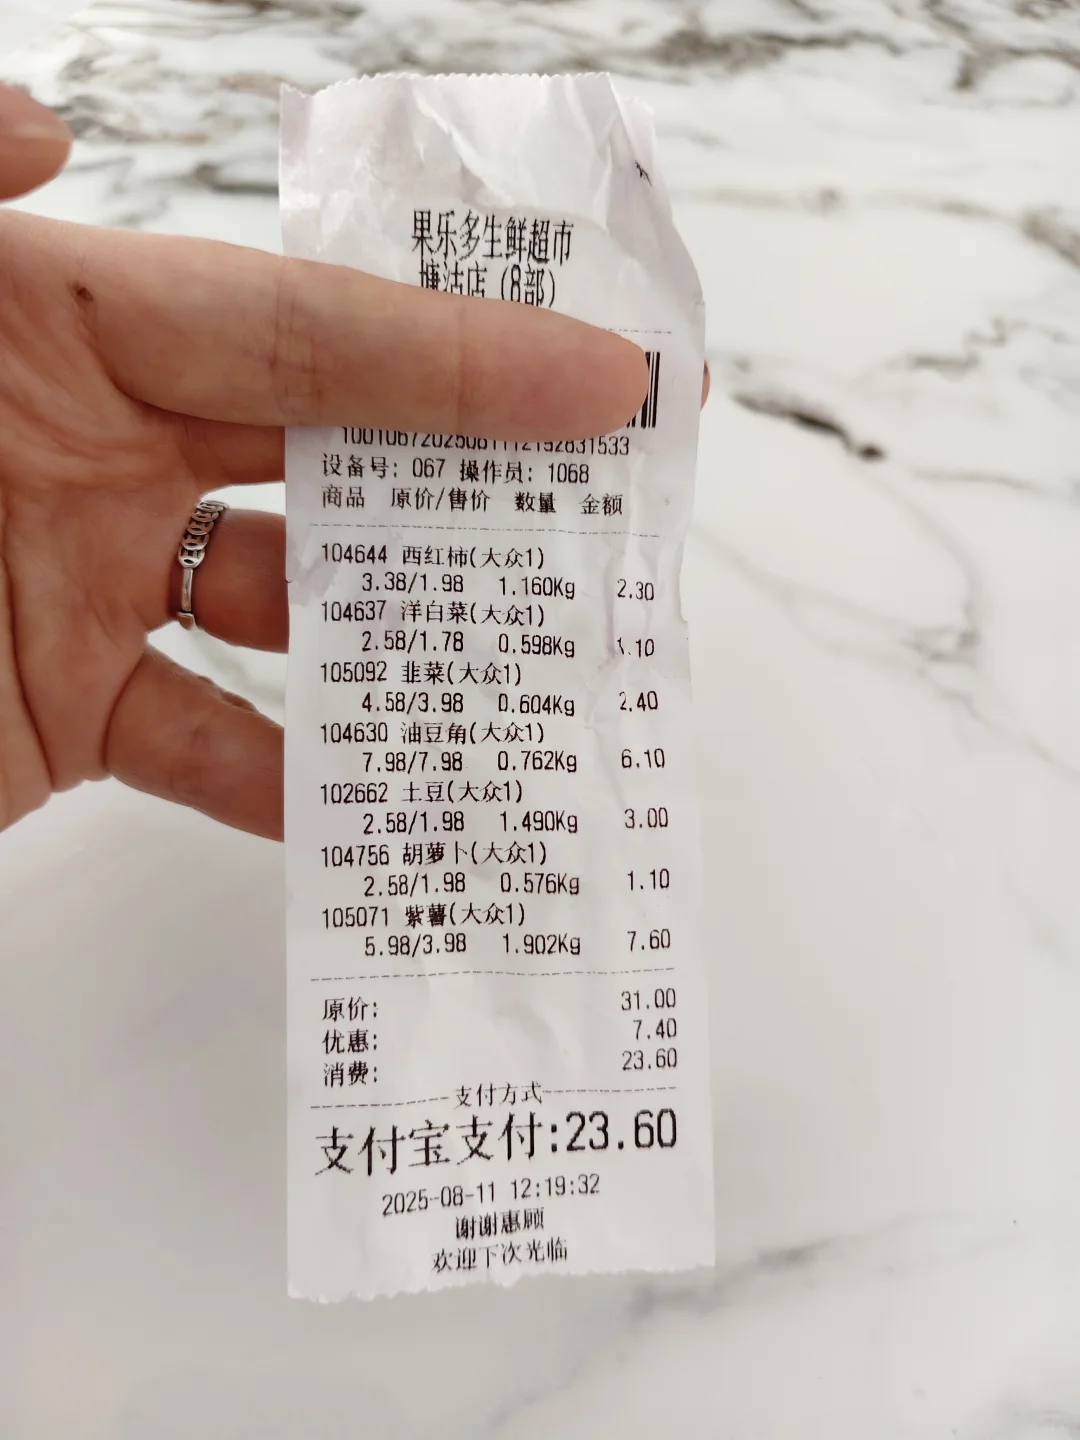 果乐多生鲜超市
塘沽店(8部)
10010672025081112192831533
设备号: 067 操作员: 1068
商品 原价/售价 数量 金额
104644 西红柿(大众1)
3.38/1.98 1.160Kg 2.30
104637 洋白菜(大众1)
2.58/1.78 0.598Kg 1.10
105092 韭菜(大众1)
4.58/3.98 0.604Kg 2.40
104630 油豆角(大众1)
7.98/7.98 0.762Kg 6.10
102662 土豆(大众1)
2.58/1.98 1.490Kg 3.00
104756 胡萝卜(大众1)
2.58/1.98 0.576Kg 1.10
105071 紫薯(大众1)
5.98/3.98 1.902Kg 7.60
原价: 31.00
优惠: 7.40
消费: 23.60
支付方式
支付宝支付:23.60
2025-08-11 12:19:32
谢谢惠顾
欢迎下次光临